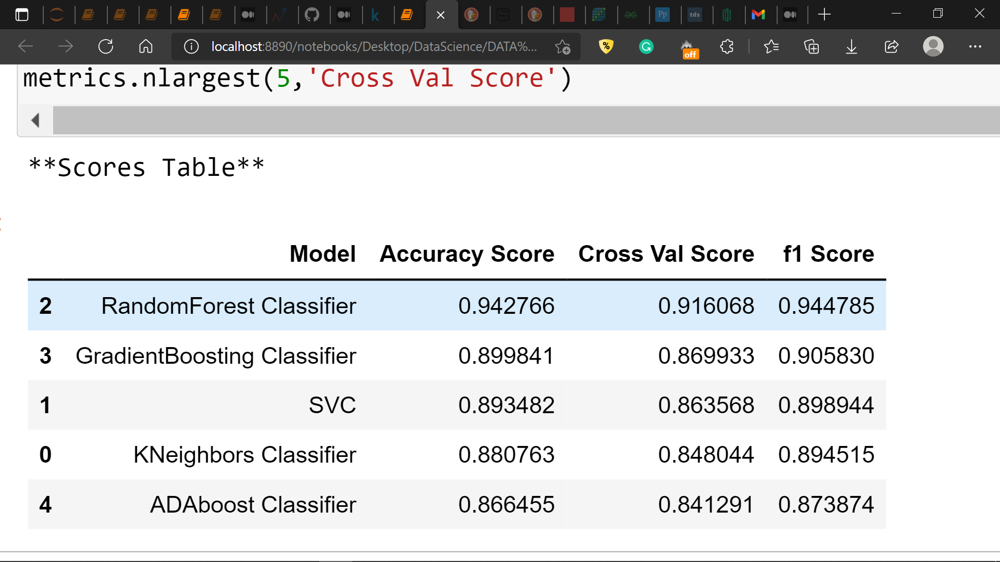 Pp
tds
localhost:8890/notebooks/Desktop/DataScience/DATA%...
%
G
off
metrics.nlargest(5,'Cross Val Score')
**Scores Table**
Model Accuracy Score Cross Val Score f1 Score
2 RandomForest Classifier 0.942766 0.916068 0.944785
3 GradientBoosting Classifier 0.899841 0.869933 0.905830
1 SVC 0.893482 0.863568 0.898944
0 KNeighbors Classifier 0.880763 0.848044 0.894515
4 ADAboost Classifier 0.866455 0.841291 0.873874